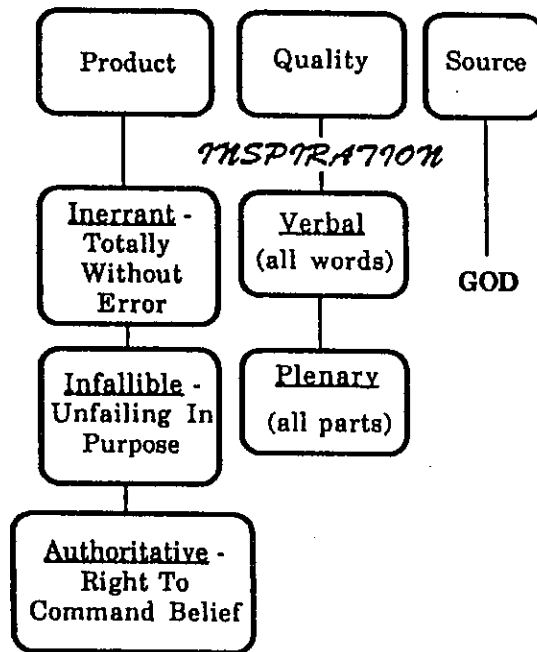 Product
Quality
Source
INSPIRATION
Inerrant -
Totally
Without
Error
Verbal
(all words)
GOD
Infallible -
Unfailing In
Purpose
Plenary
(all parts)
Authoritative -
Right To
Command Belief